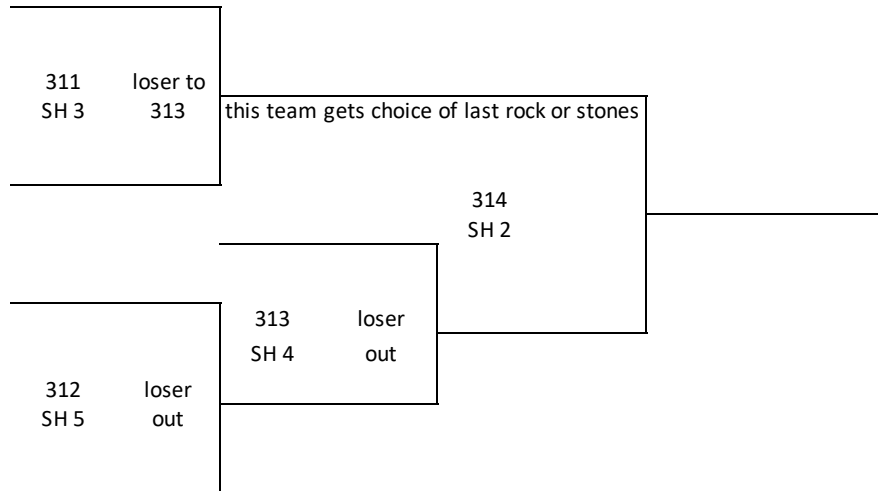 311 loser to
SH 3 313
this team gets choice of last rock or stones
314
SH 2
313 loser
SH 4 out
312 loser
SH 5 out